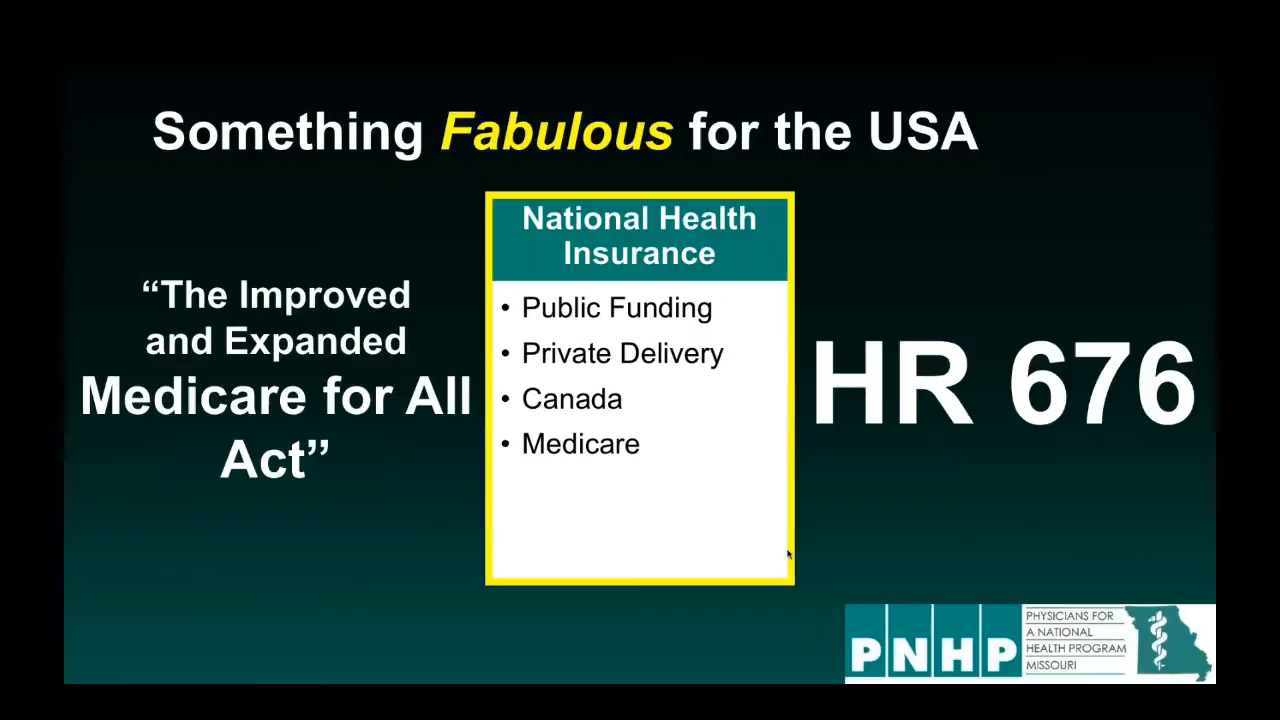 Something Fabulous for the USA
“The Improved
and Expanded
Medicare for All
Act”
National Health
Insurance
• Public Funding
• Private Delivery
• Canada
• Medicare
HR 676
PNHP
PHYSICIANS FOR
A NATIONAL
HEALTH PROGRAM
MISSOURI